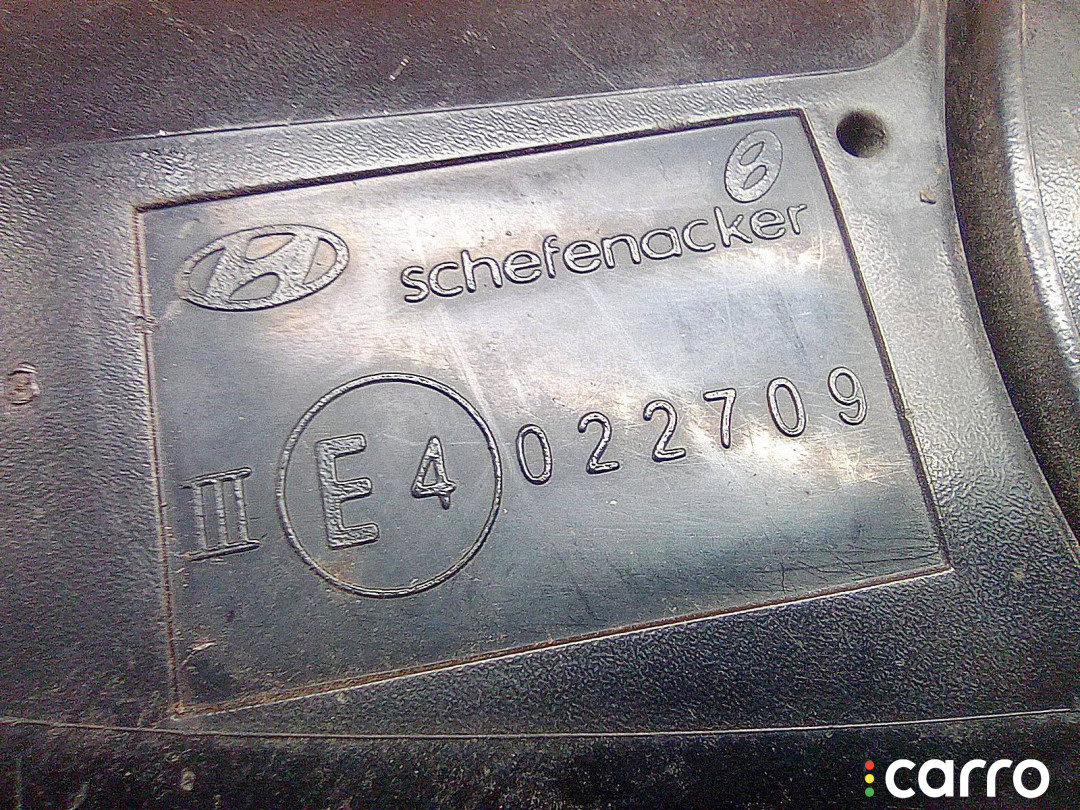 schefenacker
III E4 022709
carro